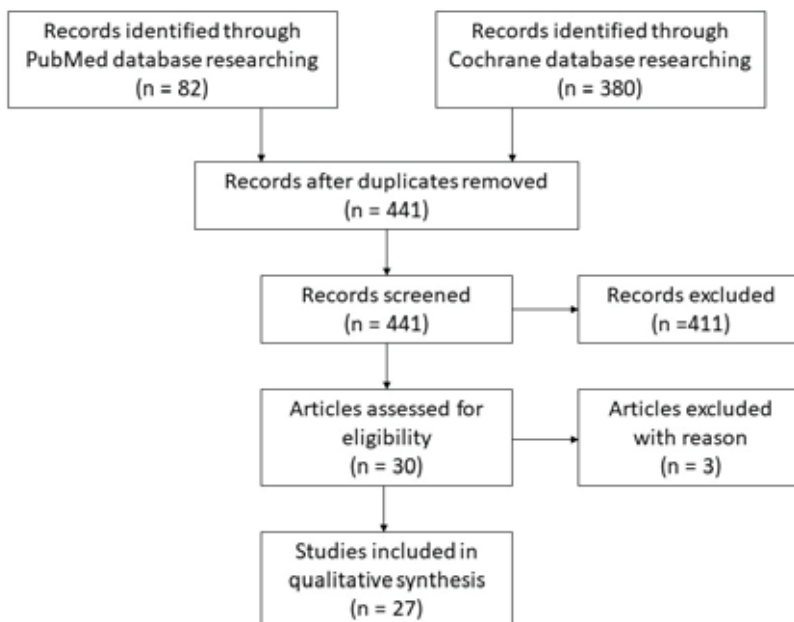 Records identified through
PubMed database researching
(n = 82)
Records identified through
Cochrane database researching
(n = 380)
Records after duplicates removed
(n = 441)
Records screened
(n = 441)
Records excluded
(n =411)
Articles assessed for
eligibility
(n = 30)
Articles excluded
with reason
(n = 3)
Studies included in
qualitative synthesis
(n = 27)